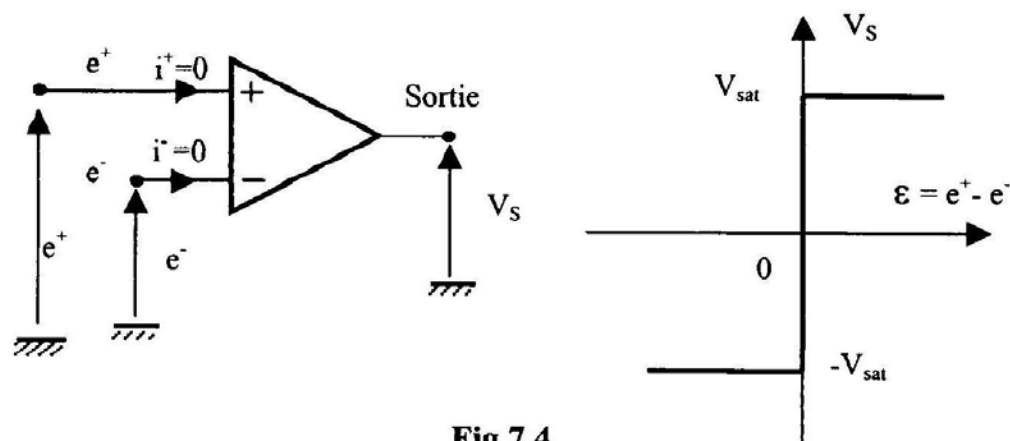 e⁺ i⁺=0
+
Sortie
e⁻ i⁻=0
−
V_S
e⁺
e⁻
V_S
V_sat
ε = e⁺- e⁻
0
-V_sat
Fig 7.4